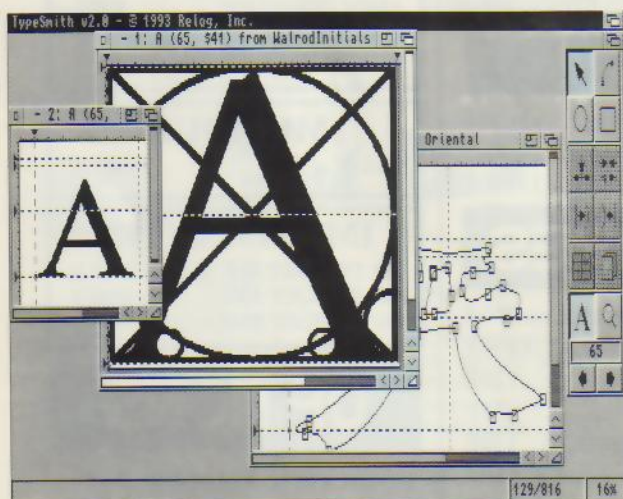 TypeSmith v2.0 - © 1993 Relog, Inc.
- 1: A (65, $41) from WalrodInitials
- 2: A (65,
Oriental
A
A
A
65
129/816 16%